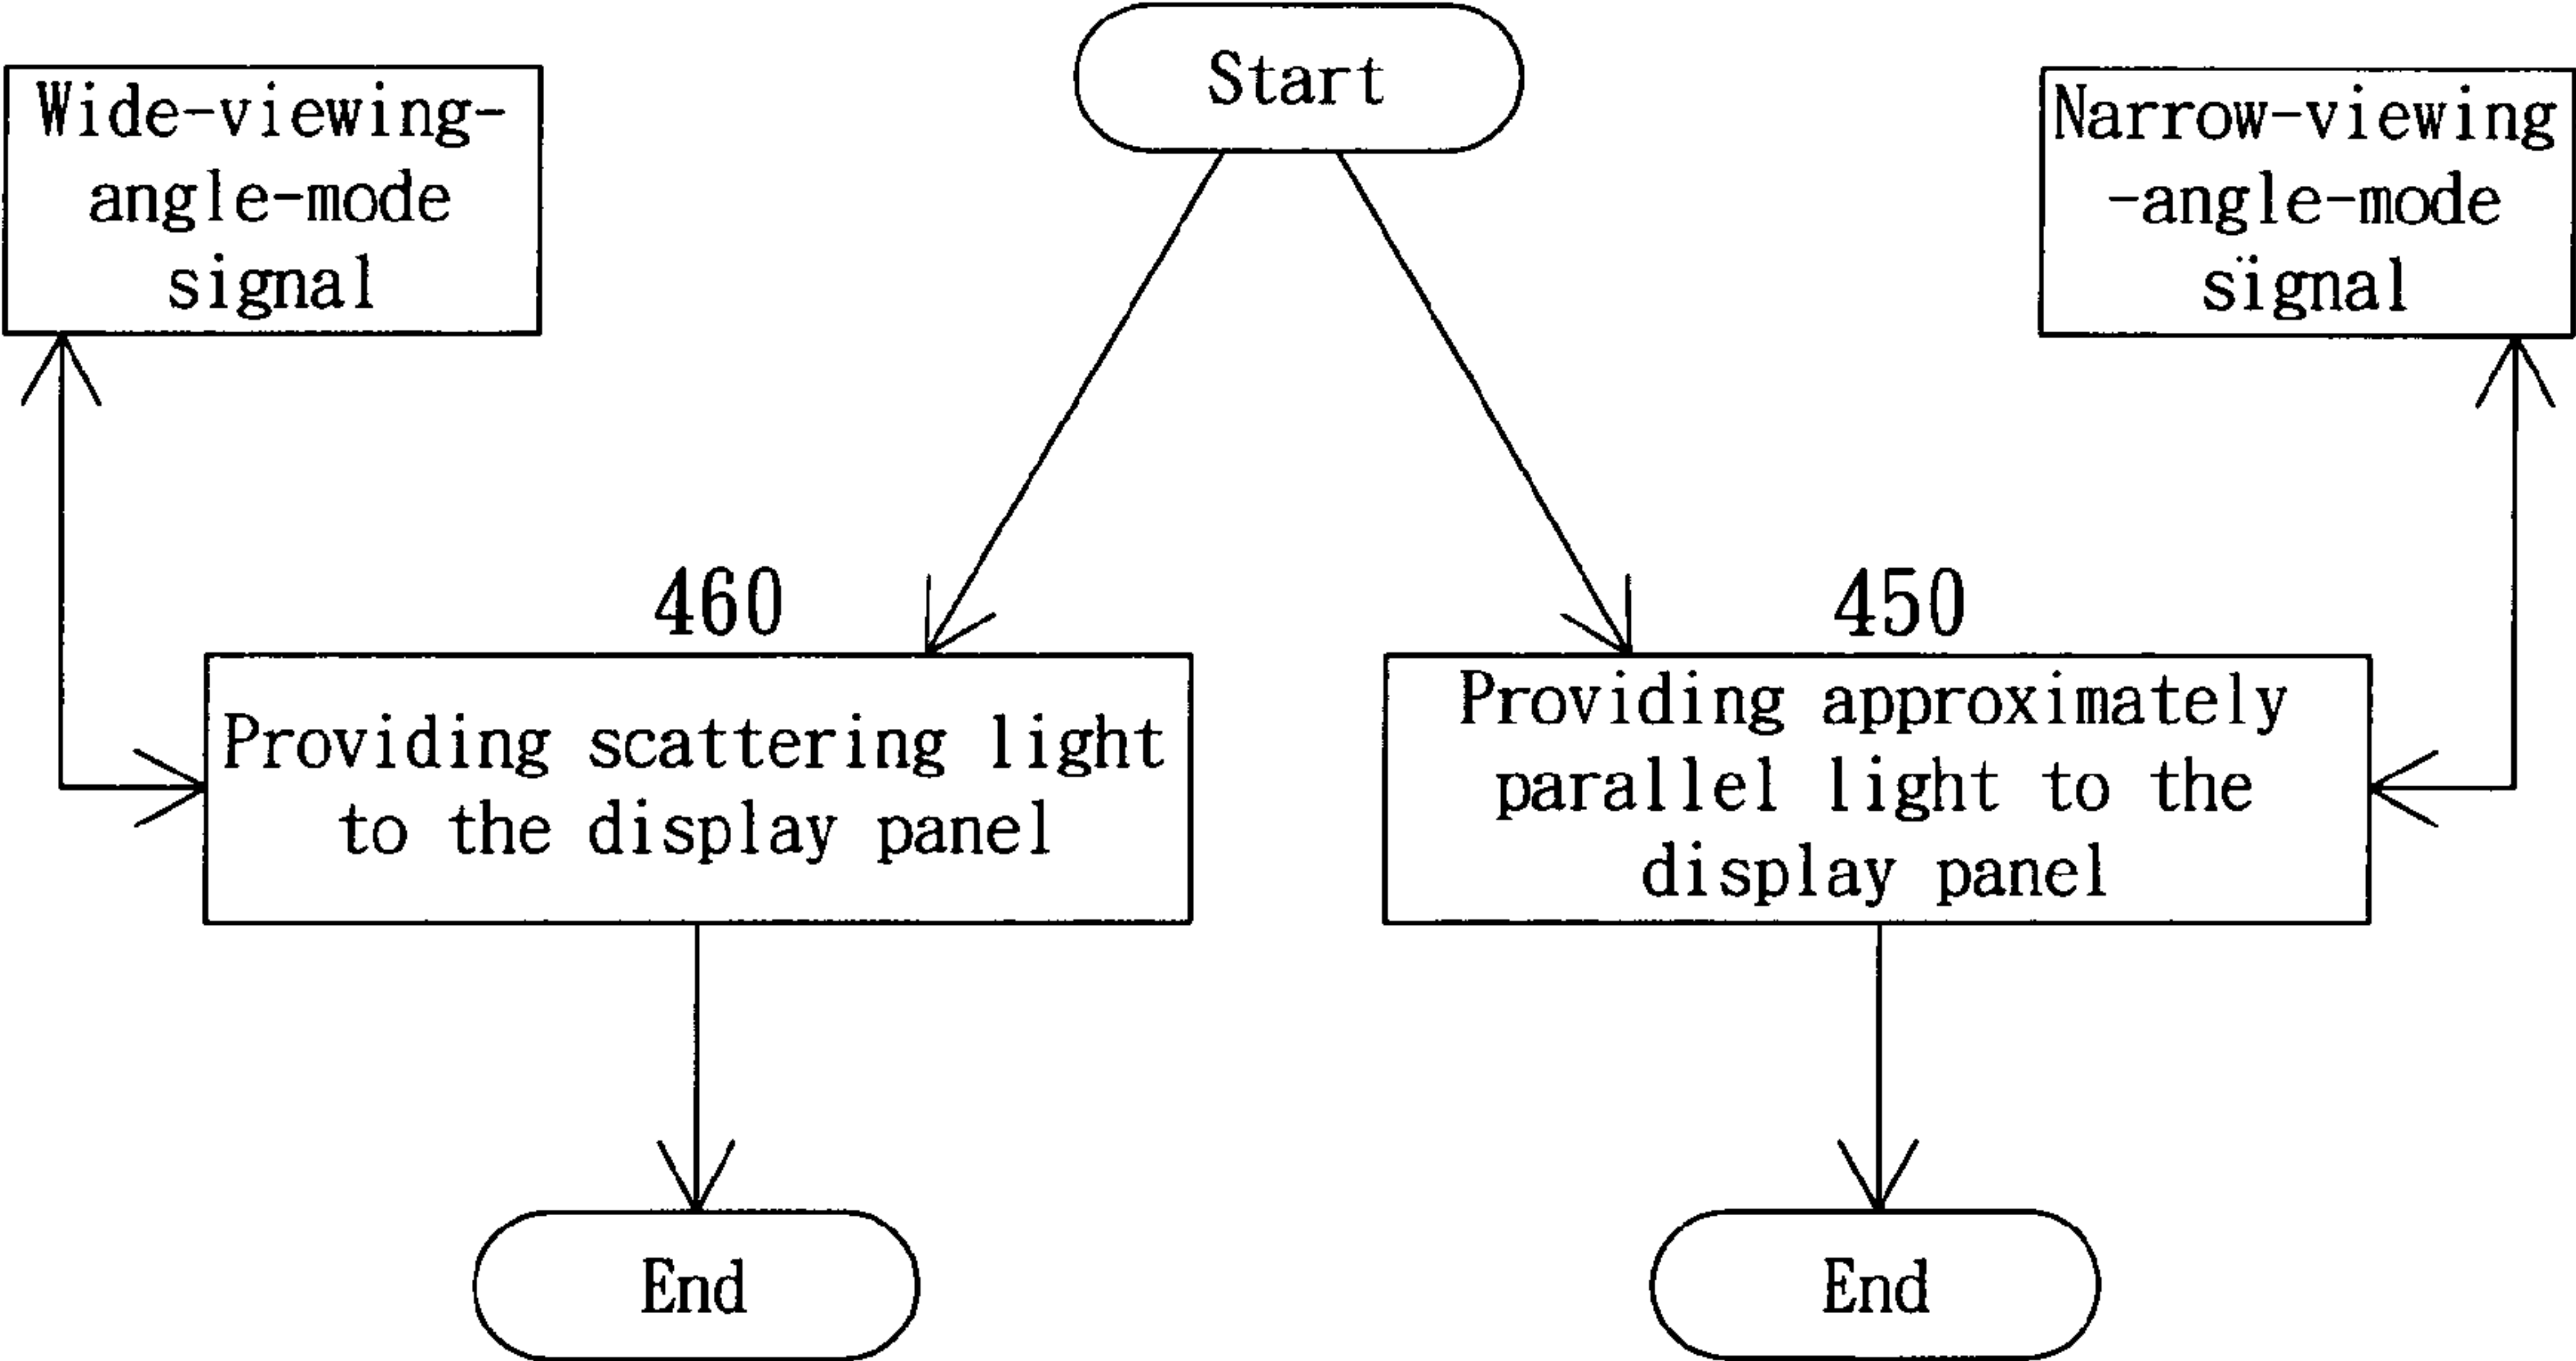 Start
Wide-viewing-
angle-mode
signal
Narrow-viewing
-angle-mode
signal
460
Providing scattering light
to the display panel
450
Providing approximately
parallel light to the
display panel
End
End